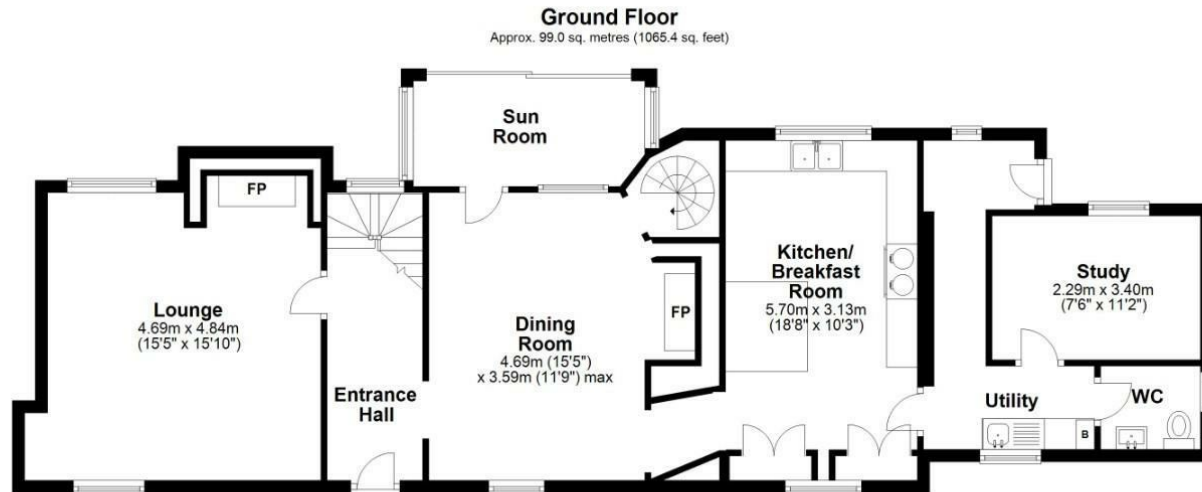 Ground Floor
Approx. 99.0 sq. metres (1065.4 sq. feet)
Sun
Room
FP
Lounge
4.69m x 4.84m
(15'5" x 15'10")
Entrance
Hall
Dining
Room
4.69m (15'5")
x 3.59m (11'9") max
FP
Kitchen/
Breakfast
Room
5.70m x 3.13m
(18'8" x 10'3")
Study
2.29m x 3.40m
(7'6" x 11'2")
Utility
B
WC